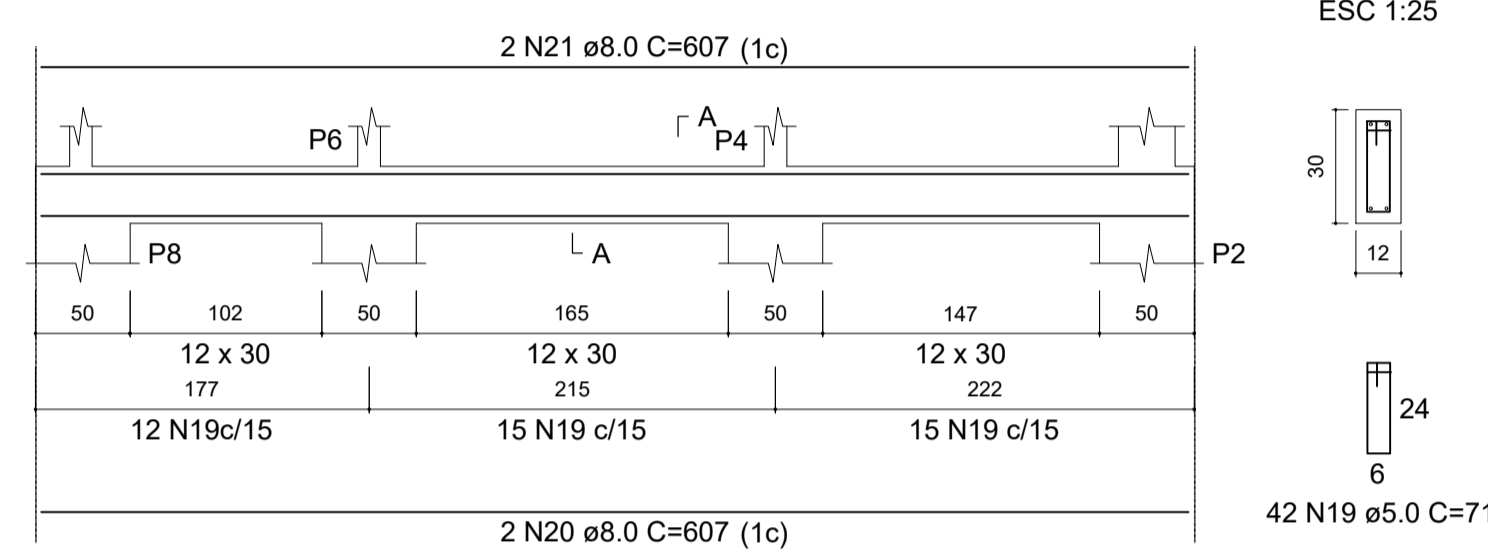 ESC 1:25
2 N21 ø8.0 C=607 (1c)
A
P6
P4
30
A
P8
P2
12
50 102 50 165 50 147 50
12 x 30 12 x 30 12 x 30
177 215 222
24
12 N19c/15 15 N19 c/15 15 N19 c/15
6
42 N19 ø5.0 C=71
2 N20 ø8.0 C=607 (1c)